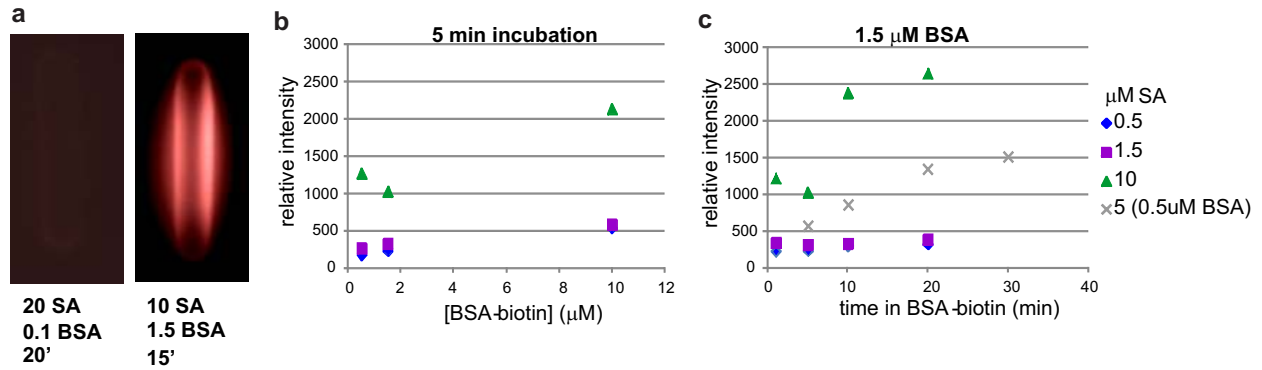 a
20 SA
0.1 BSA
20’
10 SA
1.5 BSA
15’
b
5 min incubation
relative intensity
3000
2500
2000
1500
1000
500
0
0 2 4 6 8 10 12
[BSA-biotin] (μM)
c
1.5 μM BSA
relative intensity
3000
2500
2000
1500
1000
500
0
0 10 20 30 40
time in BSA-biotin (min)
μM SA
0.5
1.5
10
5 (0.5uM BSA)